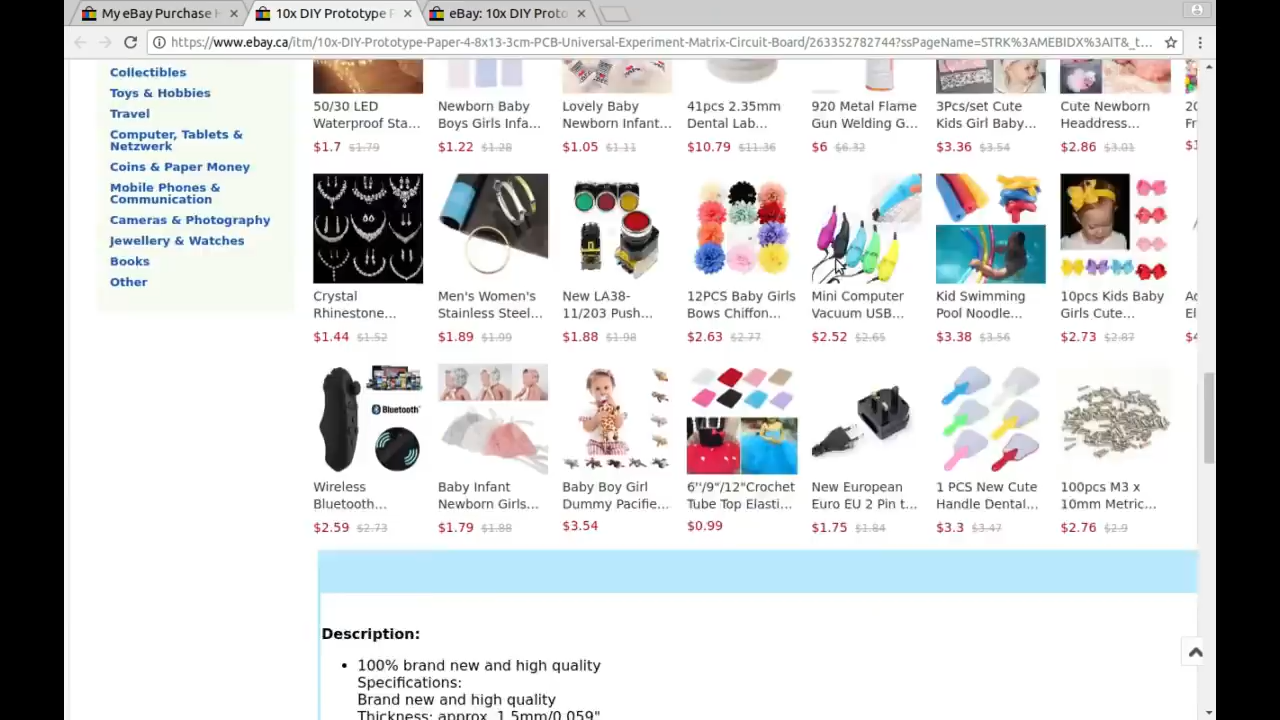 My eBay Purchase H
10x DIY Prototype P
eBay: 10x DIY Proto
https://www.ebay.ca/itm/10x-DIY-Prototype-Paper-4-8x13-3cm-PCB-Universal-Experiment-Matrix-Circuit-Board/263352782744?ssPageName=STRK%3AMEBIDX%3AIT&_t...
Collectibles
Toys & Hobbies
Travel
Computer, Tablets &
Netzwerk
Coins & Paper Money
Mobile Phones &
Communication
Cameras & Photography
Jewellery & Watches
Books
Other
50/30 LED
Waterproof Sta...
$1.7 $1.79
Newborn Baby
Boys Girls Infa...
$1.22 $1.28
Lovely Baby
Newborn Infant...
$1.05 $1.11
41pcs 2.35mm
Dental Lab...
$10.79 $11.36
920 Metal Flame
Gun Welding G...
$6 $6.32
3Pcs/set Cute
Kids Girl Baby...
$3.36 $3.54
Cute Newborn
Headdress...
$2.86 $3.01
20
Fr
$1
Crystal
Rhinestone...
$1.44 $1.52
Men's Women's
Stainless Steel...
$1.89 $1.99
New LA38-
11/203 Push...
$1.88 $1.98
12PCS Baby Girls
Bows Chiffon...
$2.63 $2.77
Mini Computer
Vacuum USB...
$2.52 $2.65
Kid Swimming
Pool Noodle...
$3.38 $3.56
10pcs Kids Baby
Girls Cute...
$2.73 $2.87
Ac
El
$4
Bluetooth
Wireless
Bluetooth...
$2.59 $2.73
Baby Infant
Newborn Girls...
$1.79 $1.88
Baby Boy Girl
Dummy Pacifie...
$3.54
6''/9"/12"Crochet
Tube Top Elasti...
$0.99
New European
Euro EU 2 Pin t...
$1.75 $1.84
1 PCS New Cute
Handle Dental...
$3.3 $3.47
100pcs M3 x
10mm Metric...
$2.76 $2.9
Description:
• 100% brand new and high quality
Specifications:
Brand new and high quality
Thickness: approx. 1.5mm/0.059"